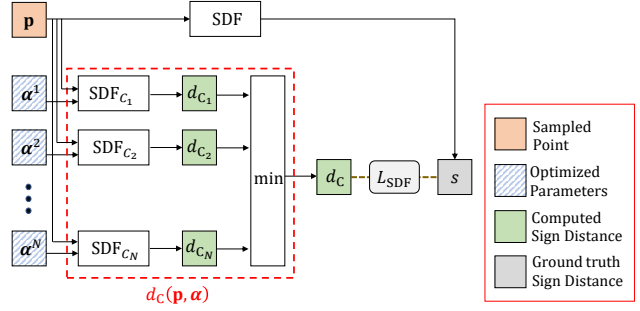 p
SDF
α¹
SDF_C₁
d_C₁
α²
SDF_C₂
d_C₂
min
d_C
L_SDF
s
α^N
SDF_C_N
d_C_N
d_C(p, α)
Sampled
Point
Optimized
Parameters
Computed
Sign Distance
Ground truth
Sign Distance